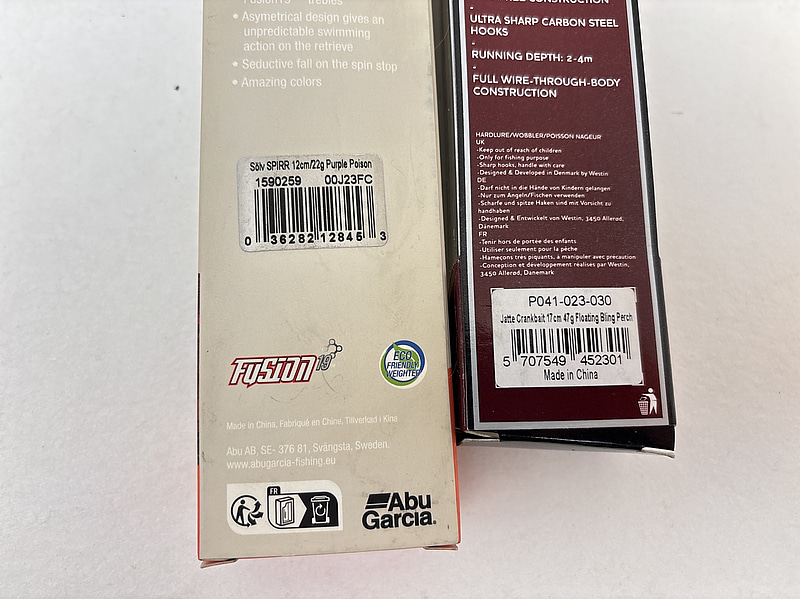 Fusion19™ trebles
• Asymetrical design gives an
unpredictable swimming
action on the retrieve
• Seductive fall on the spin stop
• Amazing colors
Sölv SPIRR 12cm/22g Purple Poison
1590259 00J23FC
0 36282 12845 3
FUSION 19
ECO
FRIENDLY
WEIGHTED
Made in China, Fabriqué en Chine, Tillverkad i Kina
Abu AB, SE- 376 81, Svängsta, Sweden.
www.abugarcia-fishing.eu
FR
Abu
Garcia®
CONSTRUCTION
-
ULTRA SHARP CARBON STEEL
HOOKS
-
RUNNING DEPTH: 2-4m
-
FULL WIRE-THROUGH-BODY
CONSTRUCTION
HARDLURE/WOBBLER/POISSON NAGEUR
UK
-Keep out of reach of children
-Only for fishing purpose
-Sharp hooks, handle with care
-Designed & Developed in Denmark by Westin
DE
-Darf nicht in die Hände von Kindern gelangen
-Nur zum Angeln/Fischen verwenden
-Scharfe und spitze Haken sind mit Vorsicht zu
handhaben
-Designed & Entwickelt von Westin, 3450 Allerød,
Dänemark
FR
-Tenir hors de portée des enfants
-Utiliser seulement pour la pêche
-Hameçons tres piquants, a manipuler avec precaution
-Conception et développement realises par Westin,
3450 Allerød, Danemark
P041-023-030
Jatte Crankbait 17cm 47g Floating Bling Perch
5 707549 452301
Made in China